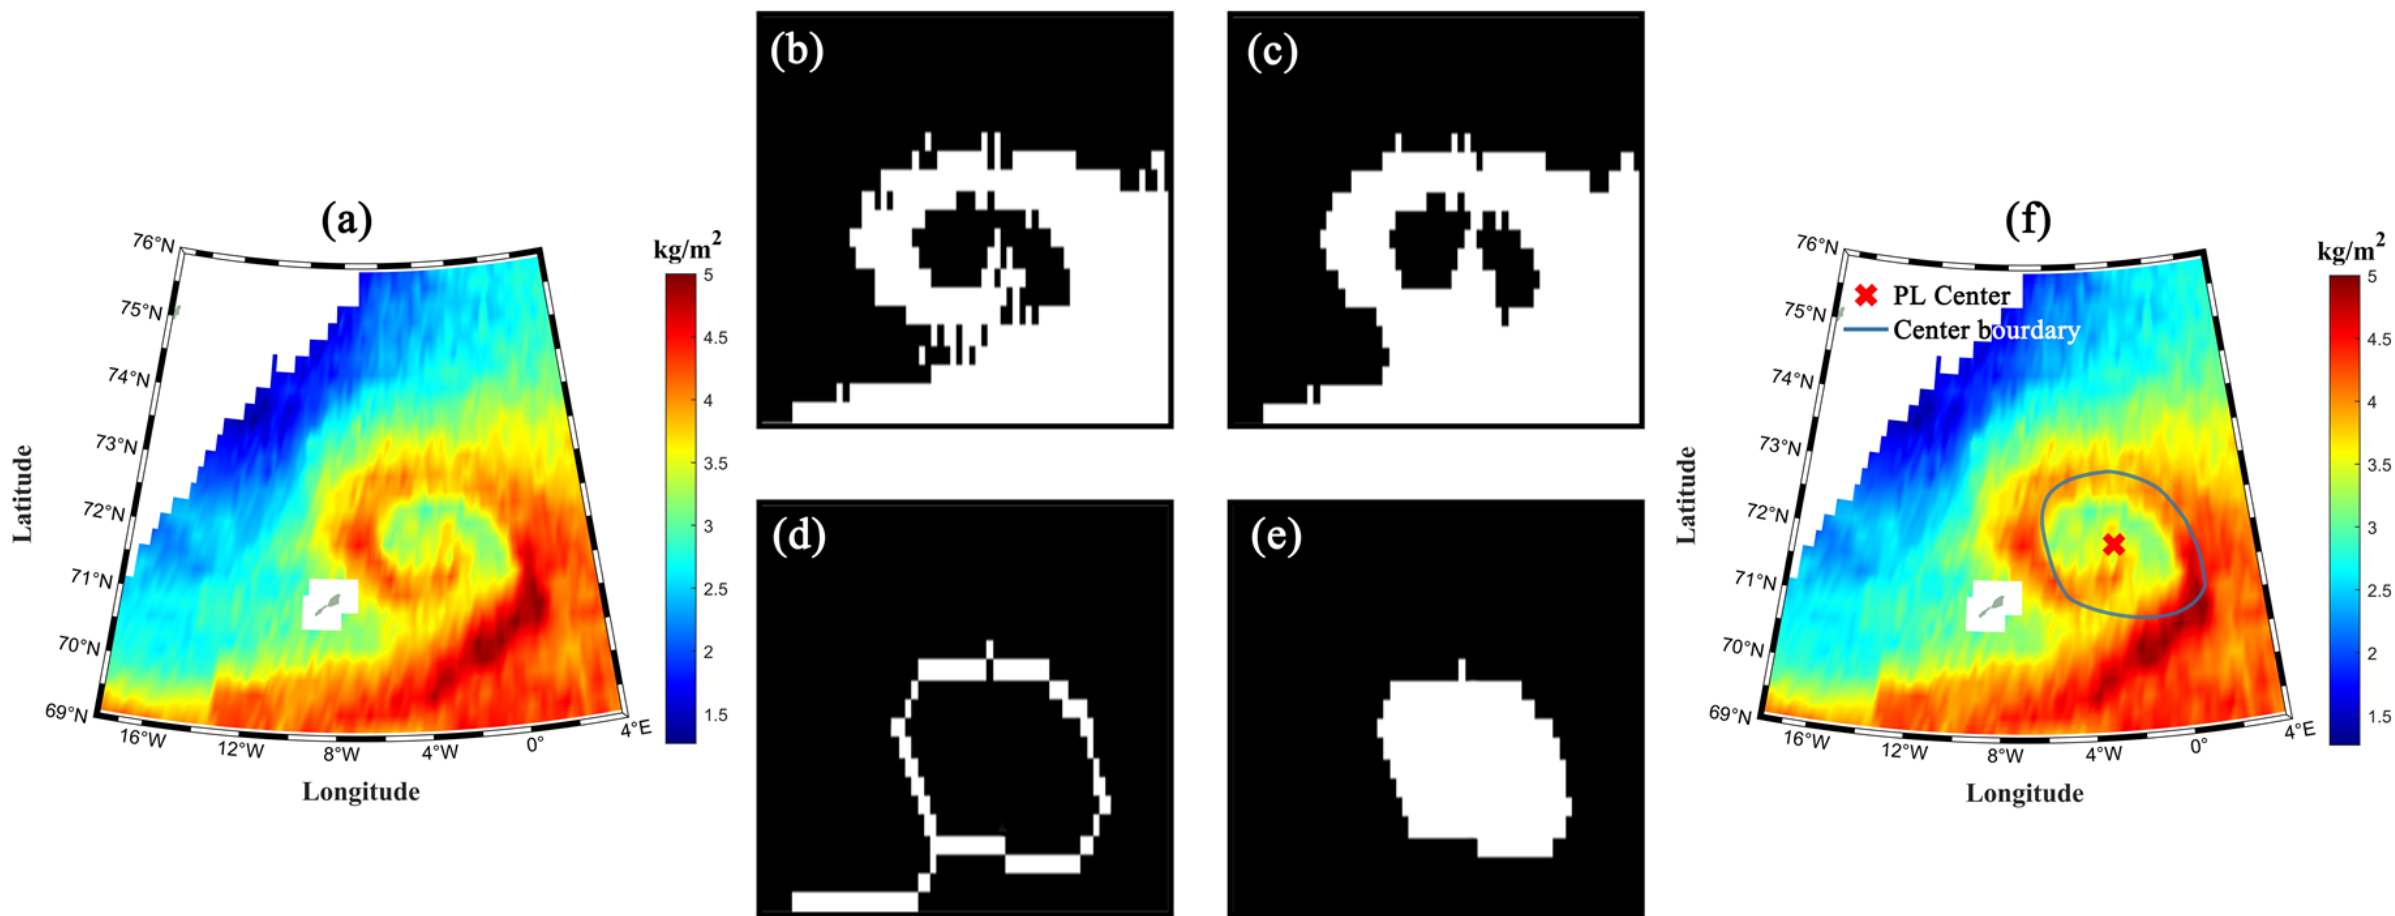 (a)
kg/m²
76°N
75°N
74°N
73°N
72°N
71°N
70°N
69°N
16°W
12°W
8°W
4°W
0°
4°E
5
4.5
4
3.5
3
2.5
2
1.5
Latitude
Longitude
(b)
(c)
(d)
(e)
(f)
kg/m²
PL Center
Center bourdary
76°N
75°N
74°N
73°N
72°N
71°N
70°N
69°N
16°W
12°W
8°W
4°W
0°
4°E
5
4.5
4
3.5
3
2.5
2
1.5
Latitude
Longitude